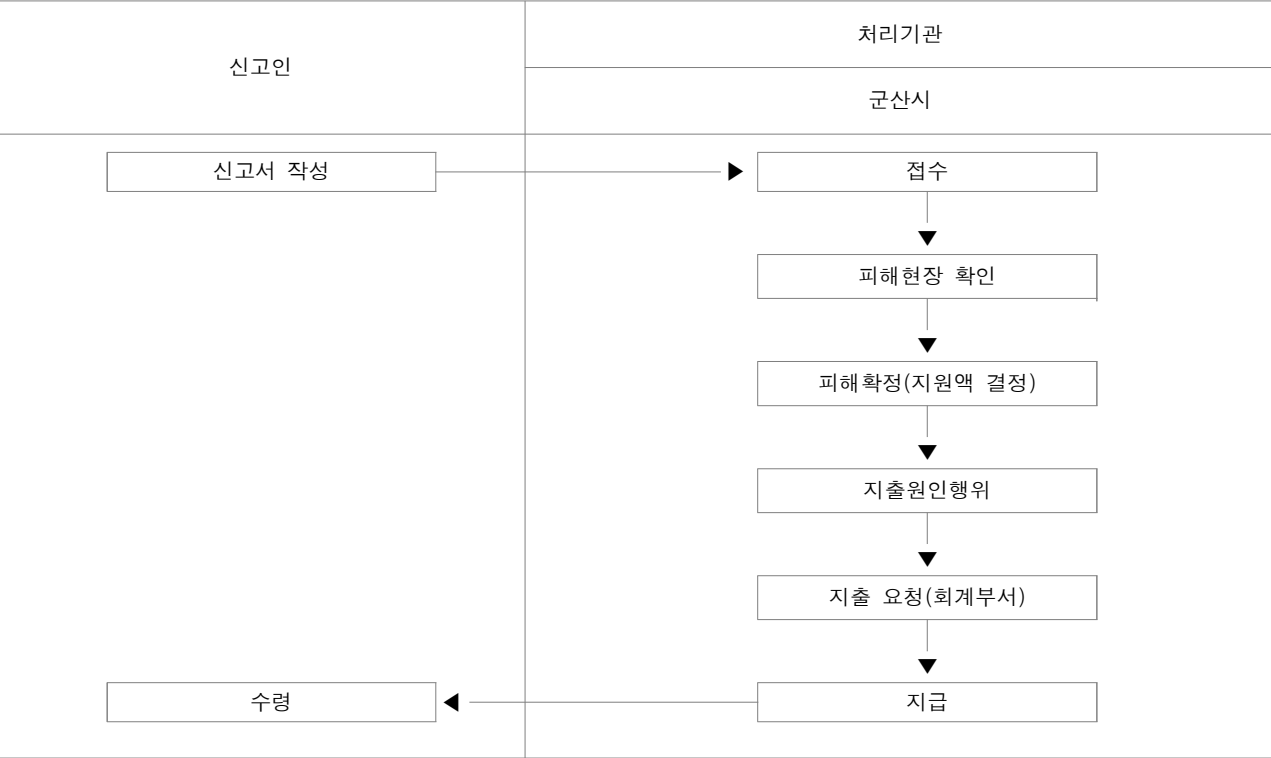 신고인
처리기관
군산시
신고서 작성
접수
피해현장 확인
피해확정(지원액 결정)
지출원인행위
지출 요청(회계부서)
수령
지급